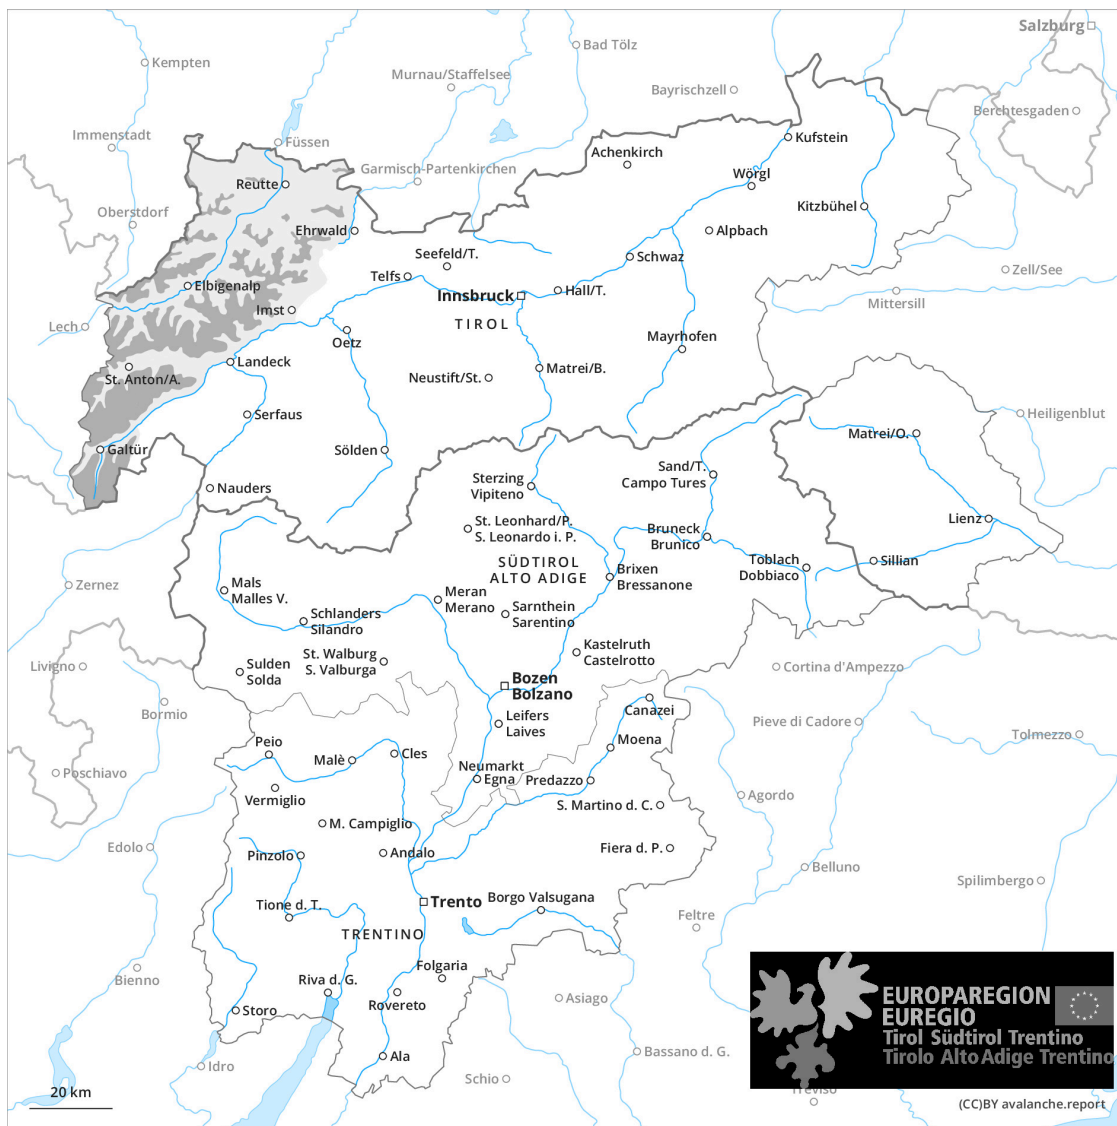 Salzburg
Bad Tölz
Kempten
Murnau/Staffelsee
Bayrischzell
Berchtesgaden
Immenstadt
Füssen
Kufstein
Achenkirch
Garmisch-Partenkirchen
Wörgl
Reutte
Kitzbühel
Oberstdorf
Ehrwald
Alpbach
Seefeld/T.
Schwaz
Telfs
Zell/See
Elbigenalp
Innsbruck
Hall/T.
Mittersill
Imst
TIROL
Lech
Oetz
Mayrhofen
Landeck
St. Anton/A.
Neustift/St.
Matrei/B.
Serfaus
Heiligenblut
Matrei/O.
Galtür
Sölden
Sand/T.
Campo Tures
Sterzing
Vipiteno
Nauders
Lienz
St. Leonhard/P.
S. Leonardo i. P.
Bruneck
Brunico
SÜDTIROL
ALTO ADIGE
Toblach
Dobbiaco
Sillian
Brixen
Bressanone
Zernez
Mals
Malles V.
Meran
Merano
Sarnthein
Sarentino
Schlanders
Silandro
Kastelruth
Castelrotto
St. Walburg
S. Valburga
Livigno
Sulden
Solda
Cortina d'Ampezzo
Bozen
Bolzano
Canazei
Bormio
Leifers
Laives
Pieve di Cadore
Moena
Tolmezzo
Peio
Cles
Malè
Neumarkt
Egna
Predazzo
Poschiavo
Vermiglio
Agordo
S. Martino d. C.
M. Campiglio
Edolo
Pinzolo
Andalo
Fiera d. P.
Belluno
Spilimbergo
Borgo Valsugana
Trento
Tione d. T.
Feltre
TRENTINO
Folgaria
Bienno
Riva d. G.
Rovereto
Asiago
Storo
EUROPAREGION
EUREGIO
Tirol Südtirol Trentino
Tirolo Alto Adige Trentino
Ala
Bassano d. G.
Idro
Schio
20 km
Treviso
(CC)BY avalanche.report